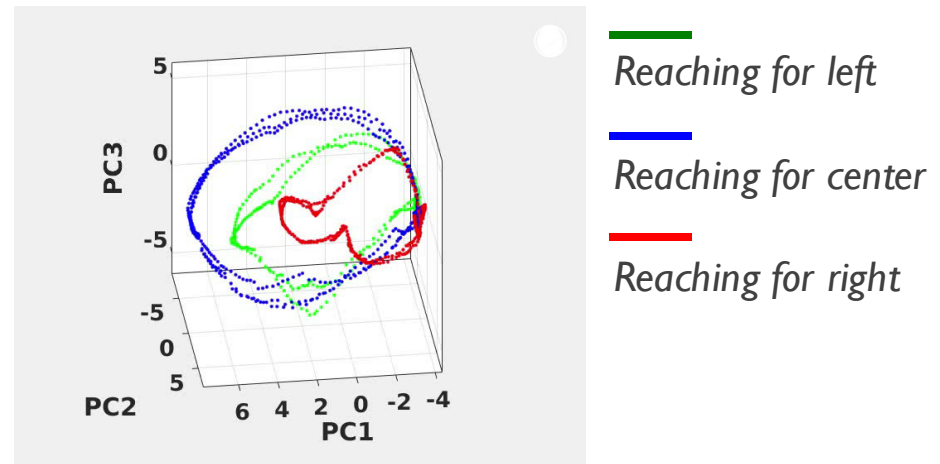 5
0
-5
PC3
-5
0
5
PC2
6 4 2 0 -2 -4
PC1
Reaching for left
Reaching for center
Reaching for right